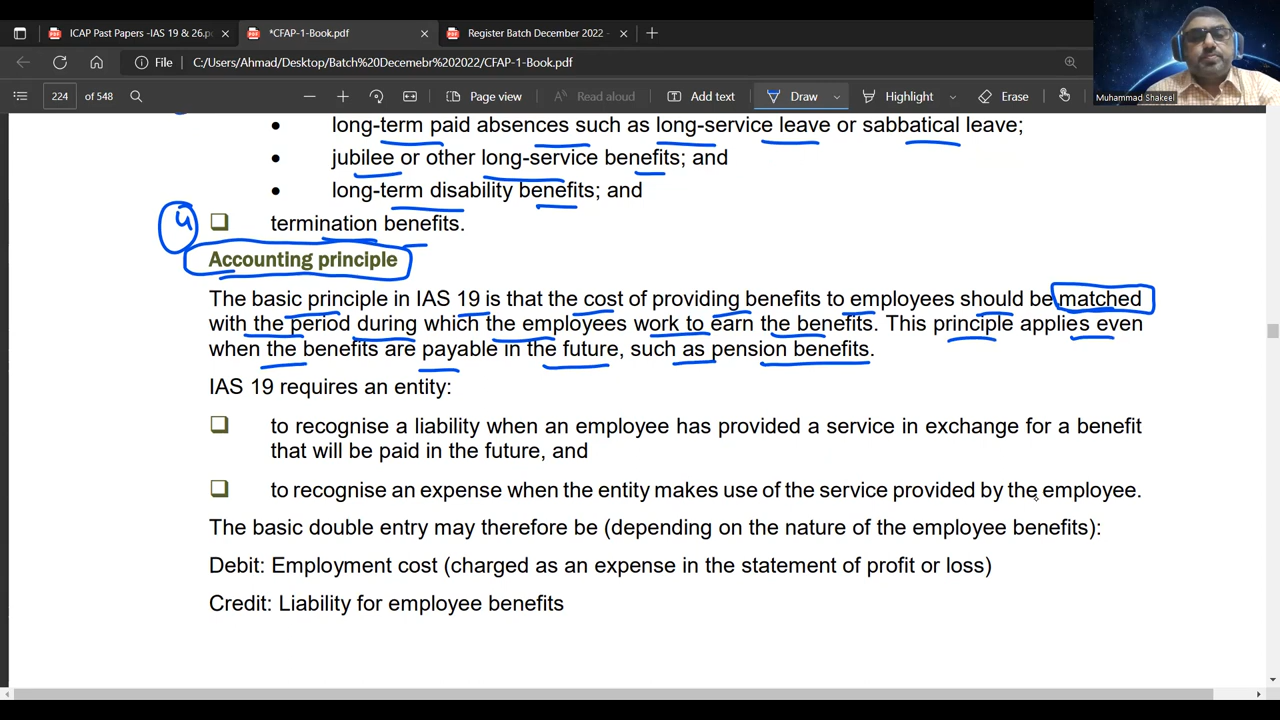 ICAP Past Papers -IAS 19 & 26.p
*CFAP-1-Book.pdf
Register Batch December 2022 -
File C:/Users/Ahmad/Desktop/Batch%20Decemebr%202022/CFAP-1-Book.pdf
224 of 548 Page view Read aloud Add text Draw Highlight Erase
Muhammad Shakeel
• long-term paid absences such as long-service leave or sabbatical leave;
• jubilee or other long-service benefits; and
• long-term disability benefits; and
4 termination benefits.
Accounting principle
The basic principle in IAS 19 is that the cost of providing benefits to employees should be matched
with the period during which the employees work to earn the benefits. This principle applies even
when the benefits are payable in the future, such as pension benefits.
IAS 19 requires an entity:
to recognise a liability when an employee has provided a service in exchange for a benefit
that will be paid in the future, and
to recognise an expense when the entity makes use of the service provided by the employee.
The basic double entry may therefore be (depending on the nature of the employee benefits):
Debit: Employment cost (charged as an expense in the statement of profit or loss)
Credit: Liability for employee benefits